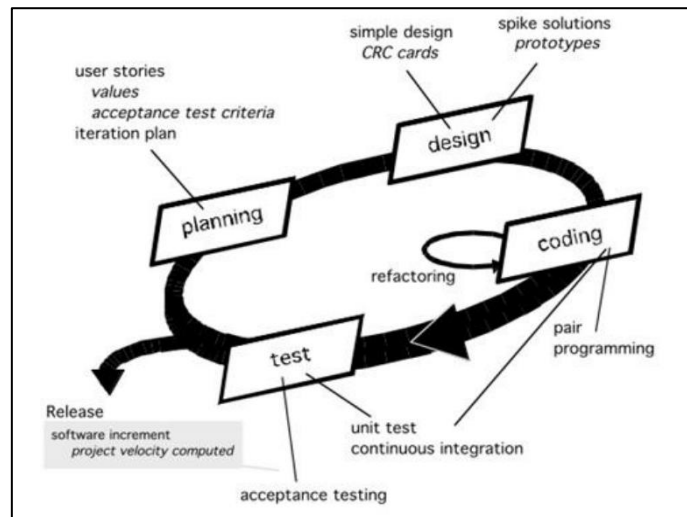 spike solutions
prototypes
simple design
CRC cards
user stories
values
acceptance test criteria
iteration plan
design
planning
coding
refactoring
pair
programming
test
Release
software increment
project velocity computed
unit test
continuous integration
acceptance testing